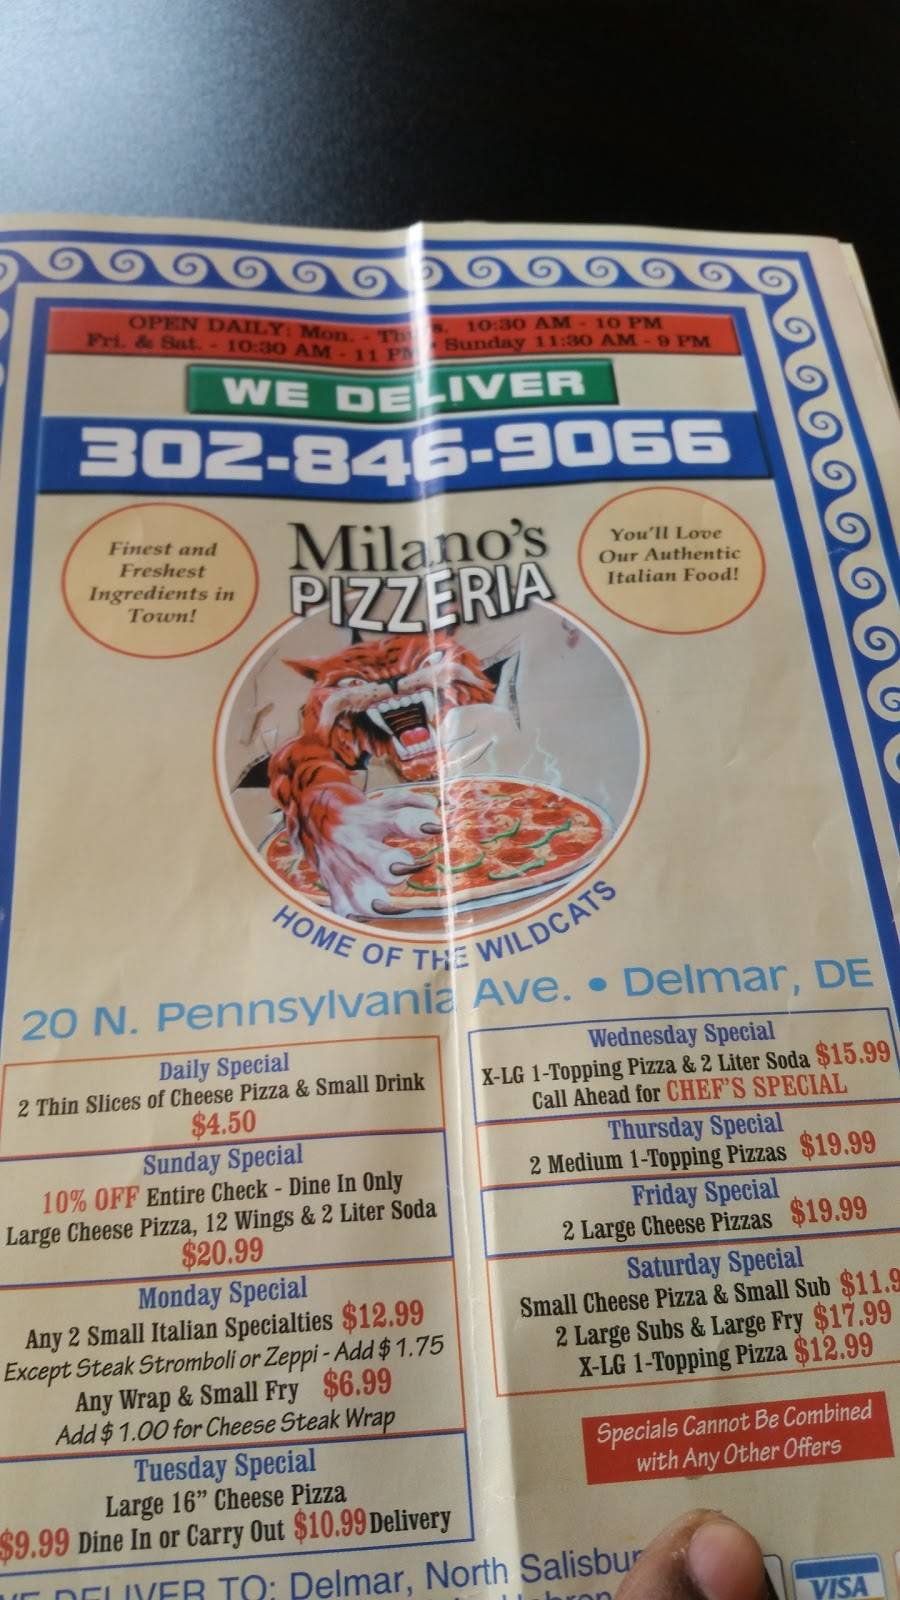 OPEN DAILY: Mon. - Thurs. 10:30 AM - 10 PM
Fri. & Sat. - 10:30 AM - 11 PM • Sunday 11:30 AM - 9 PM
WE DELIVER
302-846-9066
Finest and
Freshest
Ingredients in
Town!
Milano's
PIZZERIA
You'll Love
Our Authentic
Italian Food!
HOME OF THE WILDCATS
20 N. Pennsylvania Ave. • Delmar, DE
Daily Special
2 Thin Slices of Cheese Pizza & Small Drink
$4.50
Sunday Special
10% OFF Entire Check - Dine In Only
Large Cheese Pizza, 12 Wings & 2 Liter Soda
$20.99
Monday Special
Any 2 Small Italian Specialties $12.99
Except Steak Stromboli or Zeppi - Add $1.75
Any Wrap & Small Fry $6.99
Add $1.00 for Cheese Steak Wrap
Tuesday Special
Large 16" Cheese Pizza
$9.99 Dine In or Carry Out $10.99 Delivery
Wednesday Special
X-LG 1-Topping Pizza & 2 Liter Soda $15.99
Call Ahead for CHEF'S SPECIAL
Thursday Special
2 Medium 1-Topping Pizzas $19.99
Friday Special
2 Large Cheese Pizzas $19.99
Saturday Special
Small Cheese Pizza & Small Sub $11.9
2 Large Subs & Large Fry $17.99
X-LG 1-Topping Pizza $12.99
Specials Cannot Be Combined
with Any Other Offers
WE DELIVER TO: Delmar, North Salisbur
VISA